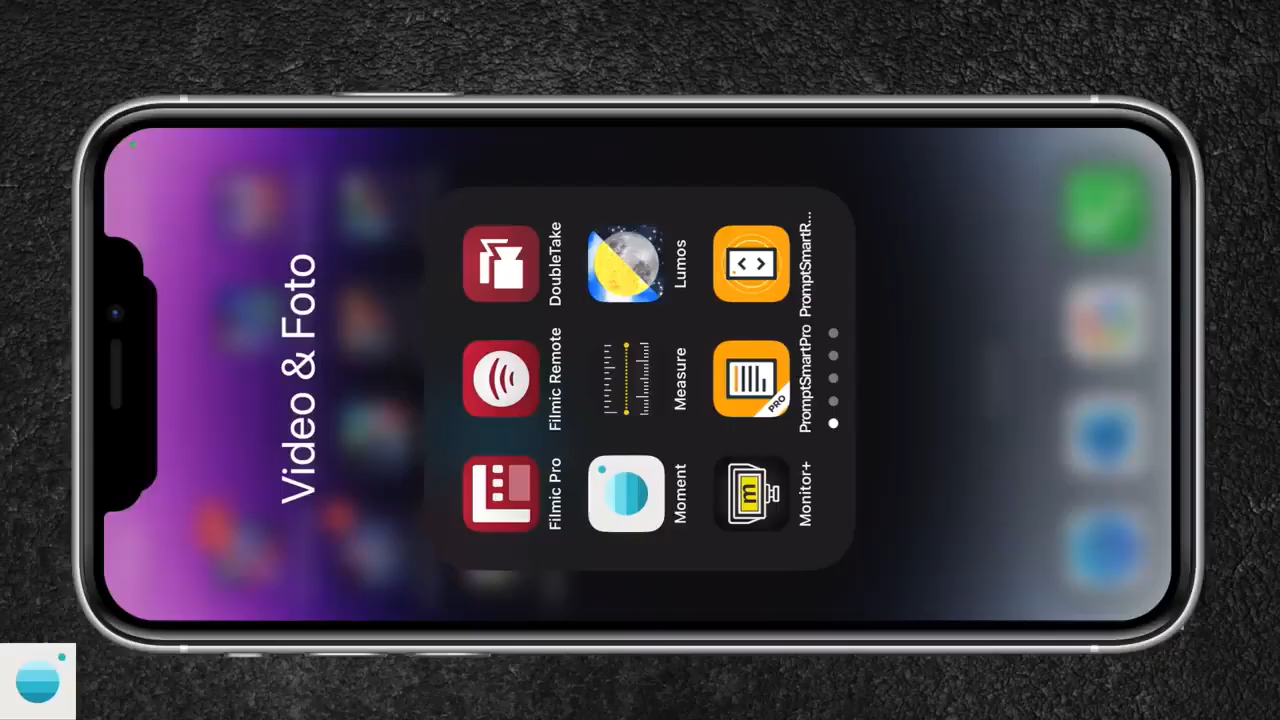 Video & Foto
Filmic Pro
Filmic Remote
DoubleTake
Moment
Measure
Lumos
Monitor+
PRO
PromptSmartPro
PromptSmartR...
m